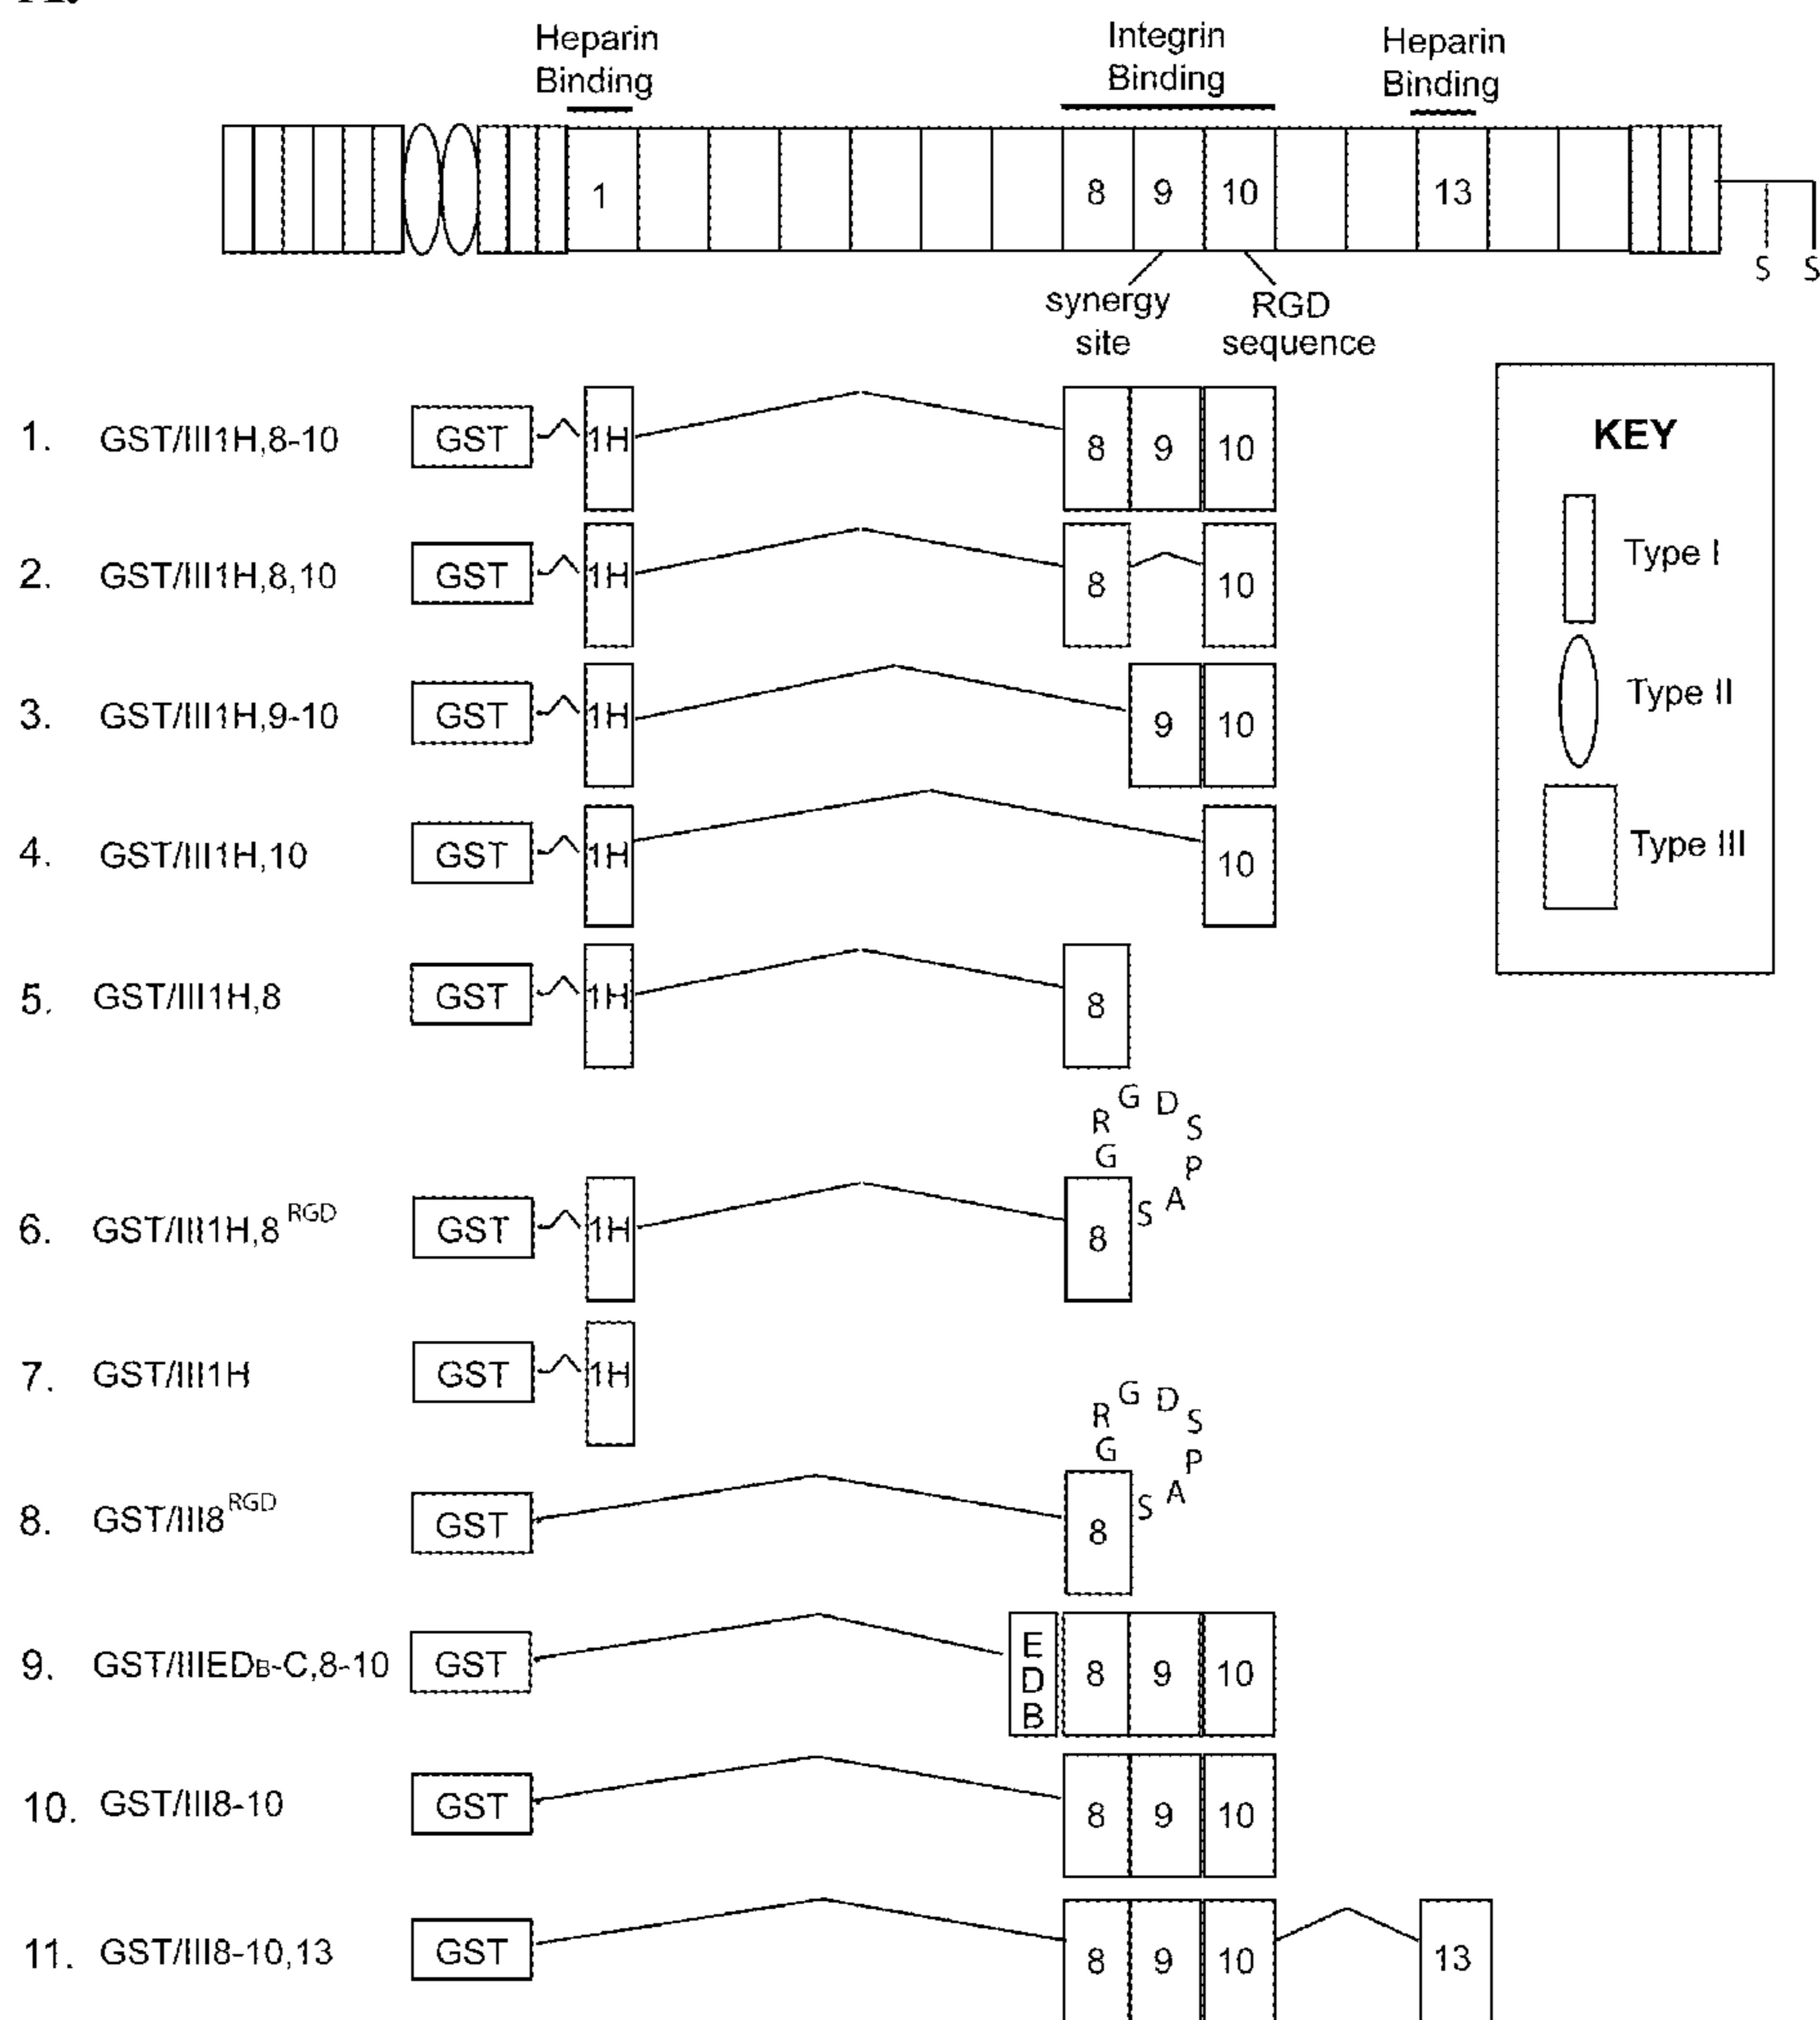 Heparin
Binding
Integrin
Binding
Heparin
Binding
1
8
9
10
13
S
S
synergy
site
RGD
sequence
KEY
Type I
Type II
Type III
1. GST/III1H,8-10 GST 1H 8 9 10
2. GST/III1H,8,10 GST 1H 8 10
3. GST/III1H,9-10 GST 1H 9 10
4. GST/III1H,10 GST 1H 10
5. GST/III1H,8 GST 1H 8
6. GST/III1H,8RGD GST 1H 8 GRGDSPAS
7. GST/III1H GST 1H
8. GST/III8RGD GST 8 GRGDSPAS
9. GST/IIIEDB-C,8-10 GST EDB 8 9 10
10. GST/III8-10 GST 8 9 10
11. GST/III8-10,13 GST 8 9 10 13